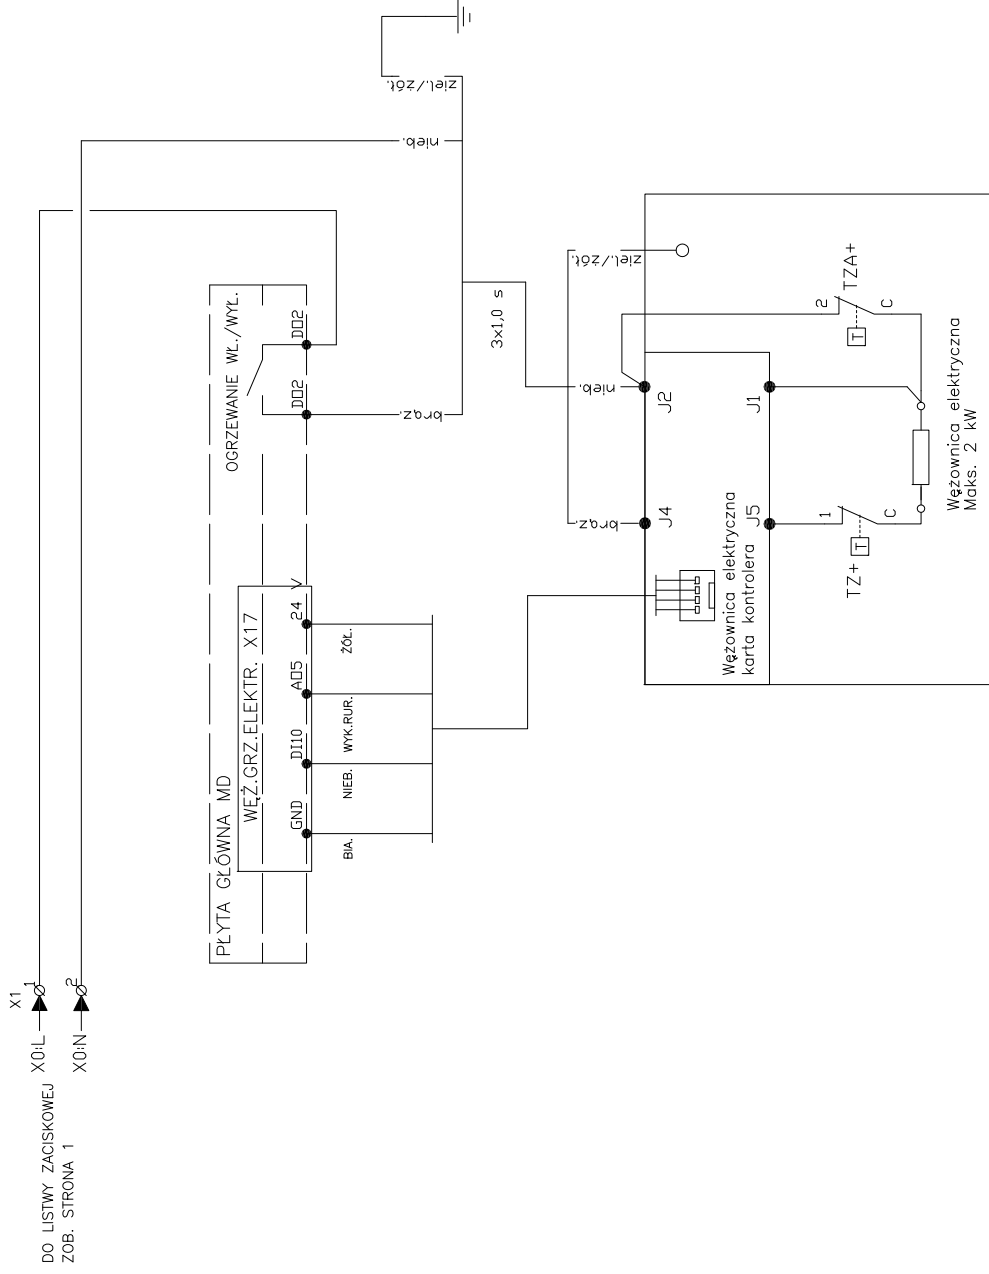 DO LISTWY ZACISKOWEJ
ZOB. STRONA 1
X1
X0:L
1
X0:N
2
PŁYTA GŁÓWNA MD
WĘŻ.GRZ.ELEKTR. X17
GND
DI10
AO5
24 V
BIA.
NIEB.
WYK.RUR.
ŻÓŁ.
OGRZEWANIE WŁ./WYŁ.
DO2
DO2
brąz.
nieb.
ziel./żół.
3x1,0 s
brąz.
nieb.
ziel./żół.
J4
J2
Wężownica elektryczna
karta kontrolera
J5
J1
TZ+
T
1
C
TZA+
T
2
C
Wężownica elektryczna
Maks. 2 kW